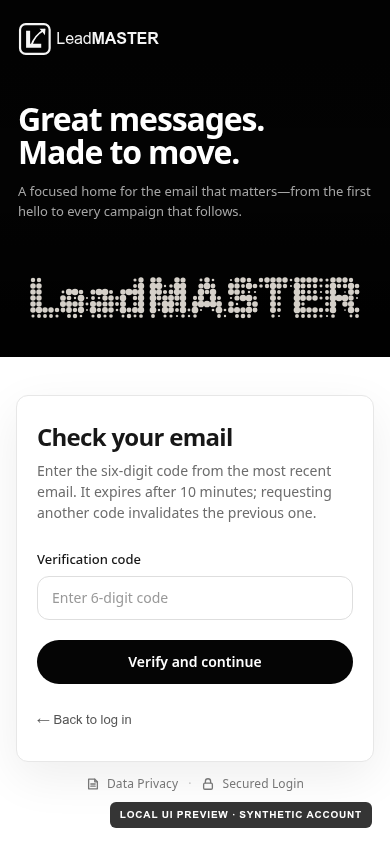 LeadMASTER
Great messages.
Made to move.
A focused home for the email that matters—from the first
hello to every campaign that follows.
LeadMASTER
Check your email
Enter the six-digit code from the most recent
email. It expires after 10 minutes; requesting
another code invalidates the previous one.
Verification code
Enter 6-digit code
Verify and continue
← Back to log in
Data Privacy · Secured Login
LOCAL UI PREVIEW · SYNTHETIC ACCOUNT